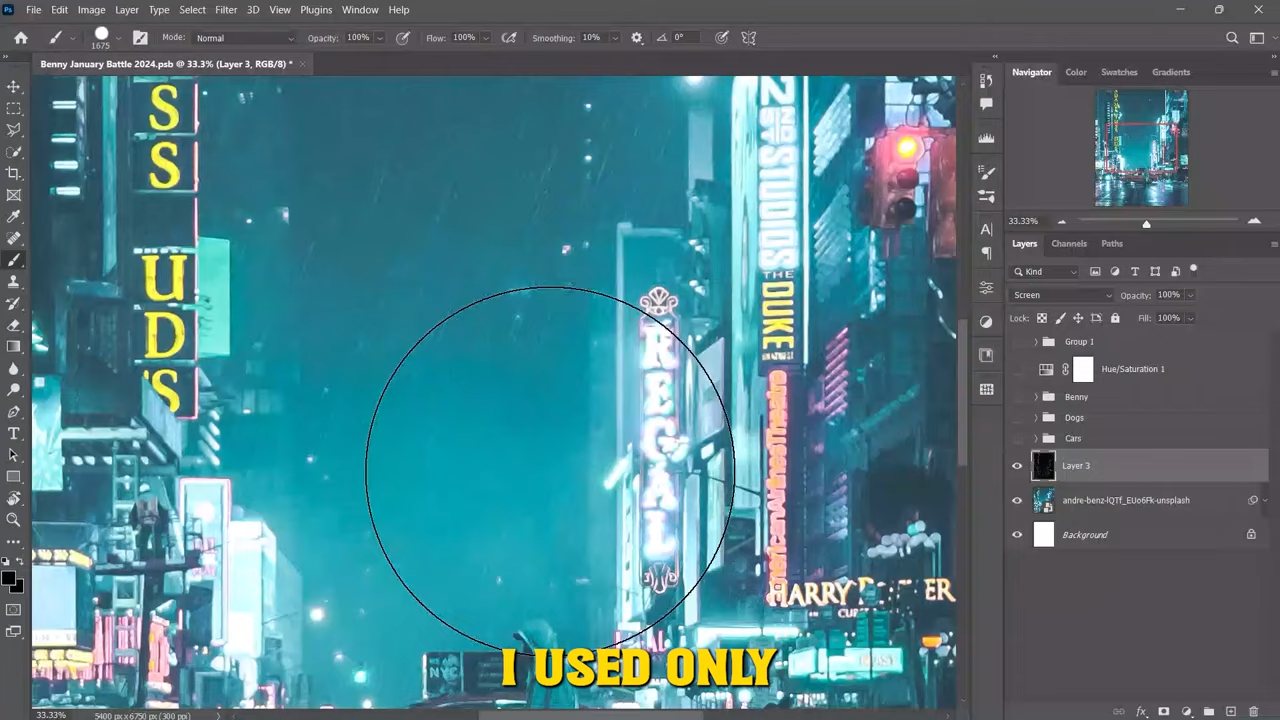 Ps File Edit Image Layer Type Select Filter 3D View Plugins Window Help
1675 Mode: Normal Opacity: 100% Flow: 100% Smoothing: 10% 0°
Benny January Battle 2024.psb @ 33.3% (Layer 3, RGB/8) *
Navigator Color Swatches Gradients
33.33%
Layers Channels Paths
Kind
Screen Opacity: 100%
Lock: Fill: 100%
Group 1
Hue/Saturation 1
Benny
Dogs
Cars
Layer 3
andre-benz-lQTf_EUo6Fk-unsplash
Background
S
S
U
D
'S
2ND
STUDIOS
THE
DUKE
REGAL
HARRY
ER
NYC
I USED ONLY
33.33% 5400 px x 6750 px (300 ppi)